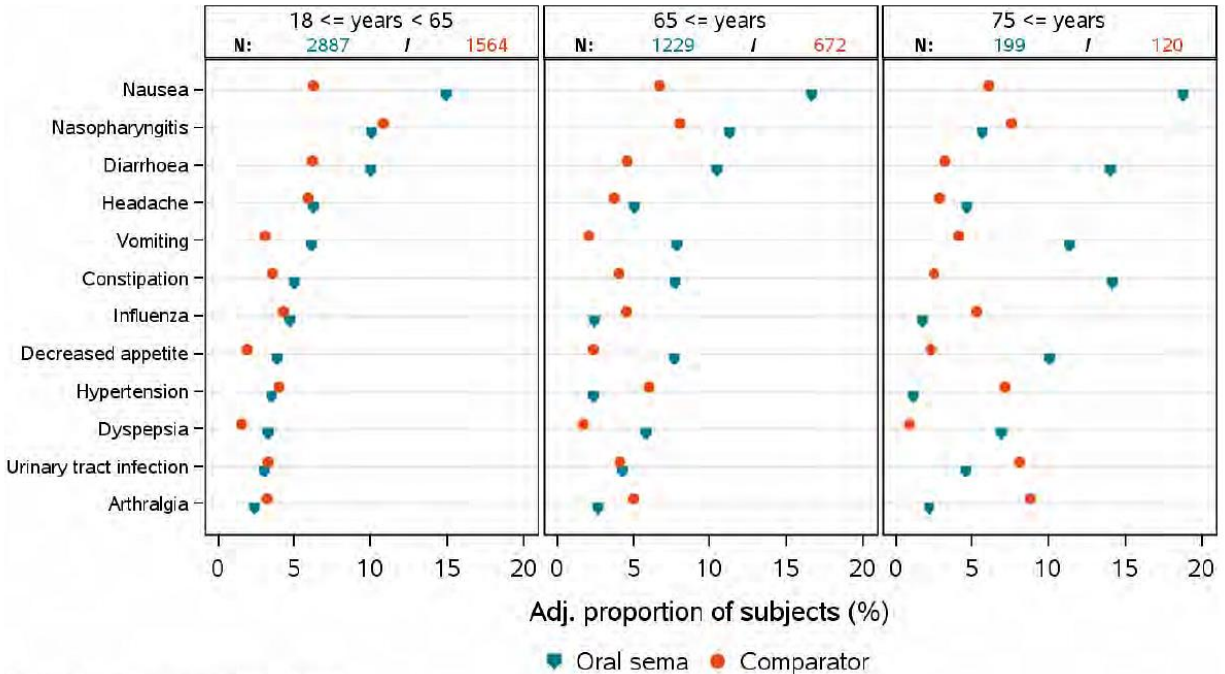 18 <= years < 65 65 <= years 75 <= years
N: 2887 / 1564 N: 1229 / 672 N: 199 / 120
Nausea
Nasopharyngitis
Diarrhoea
Headache
Vomiting
Constipation
Influenza
Decreased appetite
Hypertension
Dyspepsia
Urinary tract infection
Arthralgia
0 5 10 15 20 0 5 10 15 20 0 5 10 15 20
Adj. proportion of subjects (%)
Oral sema Comparator